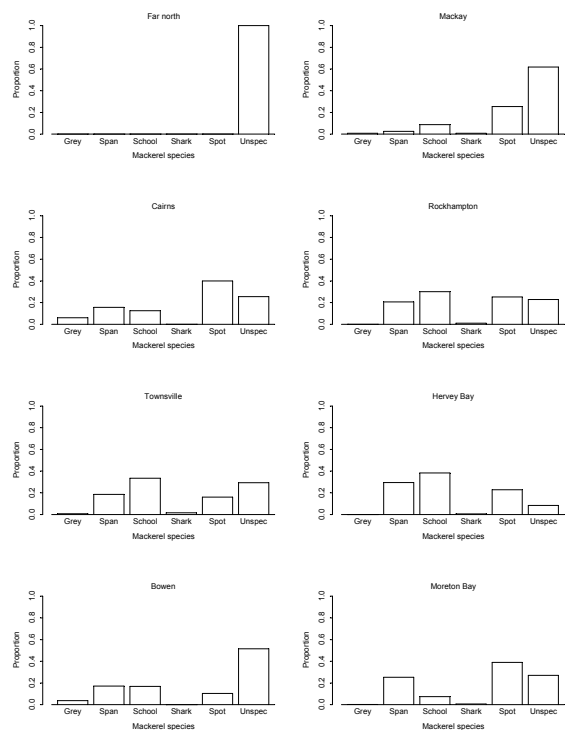 Far north
Proportion
0.0 0.2 0.4 0.6 0.8 1.0
Grey Span School Shark Spot Unspec
Mackerel species
Mackay
Proportion
0.0 0.2 0.4 0.6 0.8 1.0
Grey Span School Shark Spot Unspec
Mackerel species
Cairns
Proportion
0.0 0.2 0.4 0.6 0.8 1.0
Grey Span School Shark Spot Unspec
Mackerel species
Rockhampton
Proportion
0.0 0.2 0.4 0.6 0.8 1.0
Grey Span School Shark Spot Unspec
Mackerel species
Townsville
Proportion
0.0 0.2 0.4 0.6 0.8 1.0
Grey Span School Shark Spot Unspec
Mackerel species
Hervey Bay
Proportion
0.0 0.2 0.4 0.6 0.8 1.0
Grey Span School Shark Spot Unspec
Mackerel species
Bowen
Proportion
0.0 0.2 0.4 0.6 0.8 1.0
Grey Span School Shark Spot Unspec
Mackerel species
Moreton Bay
Proportion
0.0 0.2 0.4 0.6 0.8 1.0
Grey Span School Shark Spot Unspec
Mackerel species